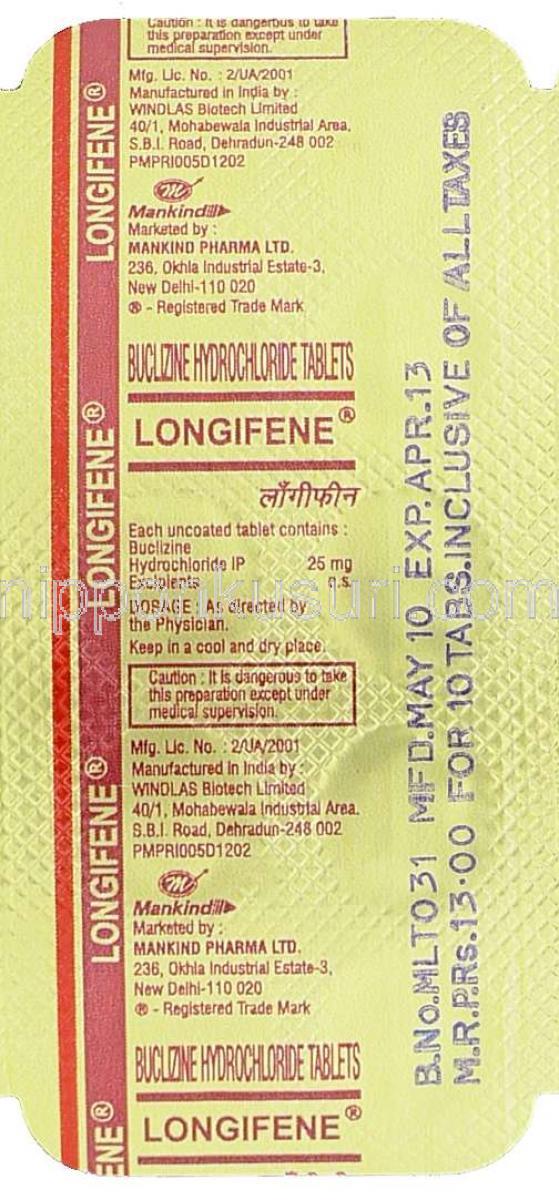 Caution : It is dangerous to take
this preparation except under
medical supervision.
Mfg. Lic. No. : 2/UA/2001
Manufactured in India by :
WINDLAS Biotech Limited
40/1, Mohabewala Industrial Area,
S.B.I. Road, Dehradun-248 002
PMPRI005D1202
Mankind
Marketed by :
MANKIND PHARMA LTD.
236, Okhla Industrial Estate-3,
New Delhi-110 020
® - Registered Trade Mark
BUCLIZINE HYDROCHLORIDE TABLETS
LONGIFENE®
लाँगीफीन
Each uncoated tablet contains :
Buclizine
Hydrochloride IP 25 mg
Excipients q.s.
DOSAGE : As directed by
the Physician.
Keep in a cool and dry place.
Caution : It is dangerous to take
this preparation except under
medical supervision.
Mfg. Lic. No. : 2/UA/2001
Manufactured in India by :
WINDLAS Biotech Limited
40/1, Mohabewala Industrial Area.
S.B.I. Road, Dehradun-248 002
PMPRI005D1202
Mankind
Marketed by :
MANKIND PHARMA LTD.
236, Okhla Industrial Estate-3,
New Delhi-110 020
® - Registered Trade Mark
BUCLIZINE HYDROCHLORIDE TABLETS
LONGIFENE®
LONGIFENE®
LONGIFENE®
LONGIFENE®
ENE®
B.No.MLT031 MFD.MAY 10 EXP.APR.13
M.R.P.Rs.13.00 FOR 10 TABS.INCLUSIVE OF ALLTAXES
nipponkusuri.com